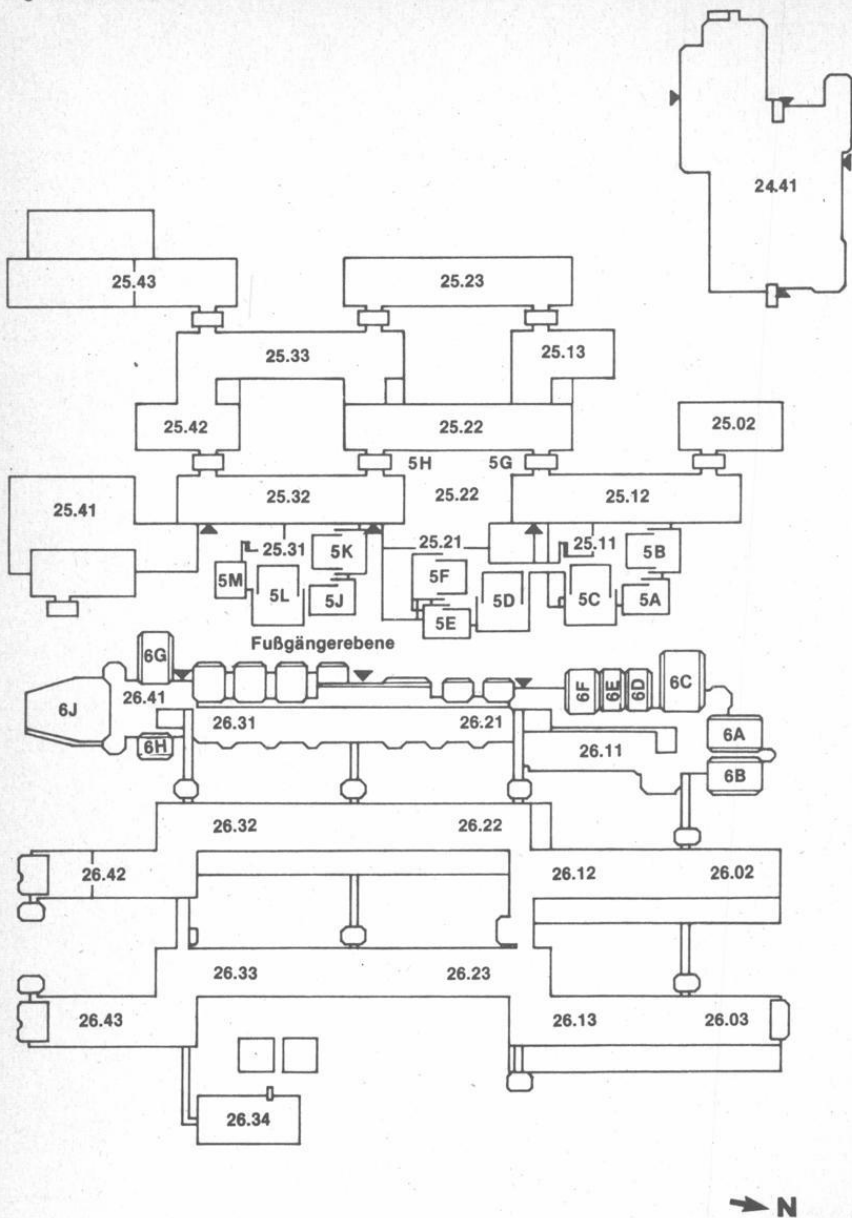 24.41
25.43
25.23
25.33
25.13
25.42
25.22
25.02
5H
5G
25.41
25.32
25.22
25.12
25.31
5K
25.21
25.11
5B
5M
5L
5J
5F
5E
5D
5C
5A
Fußgängerebene
6G
6J
26.41
6H
26.31
26.21
6F
6E
6D
6C
6A
26.11
6B
26.32
26.22
26.42
26.12
26.02
26.33
26.23
26.43
26.13
26.03
26.34
N